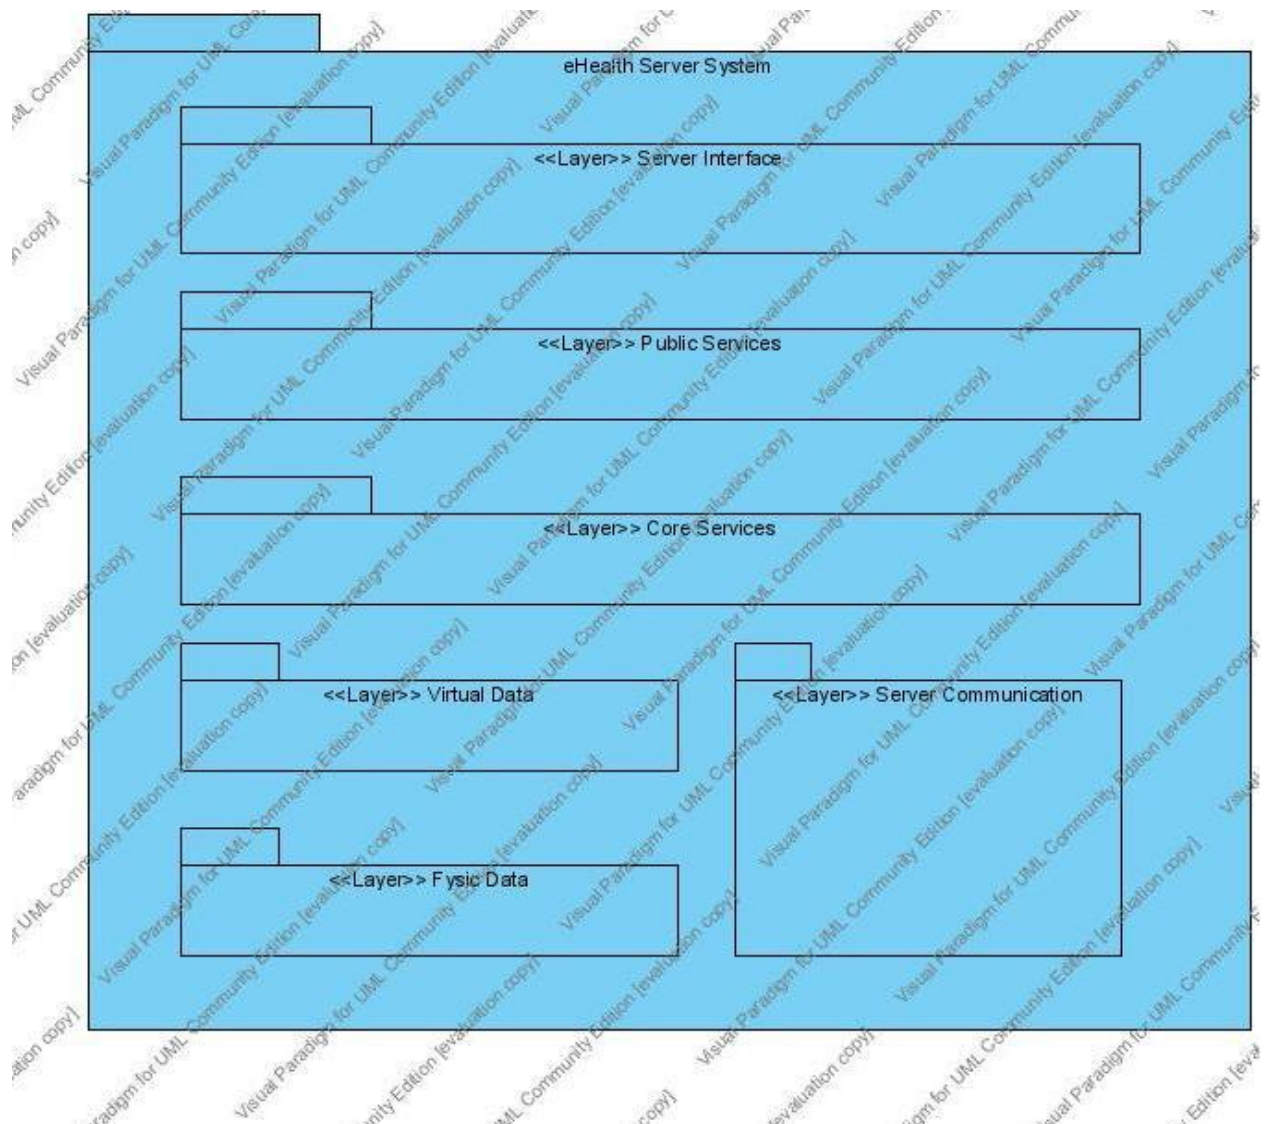 eHealth Server System
<<Layer>> Server Interface
<<Layer>> Public Services
<<Layer>> Core Services
<<Layer>> Virtual Data
<<Layer>> Server Communication
<<Layer>> Fysic Data
Visual Paradigm for UML Community Edition [evaluation copy]